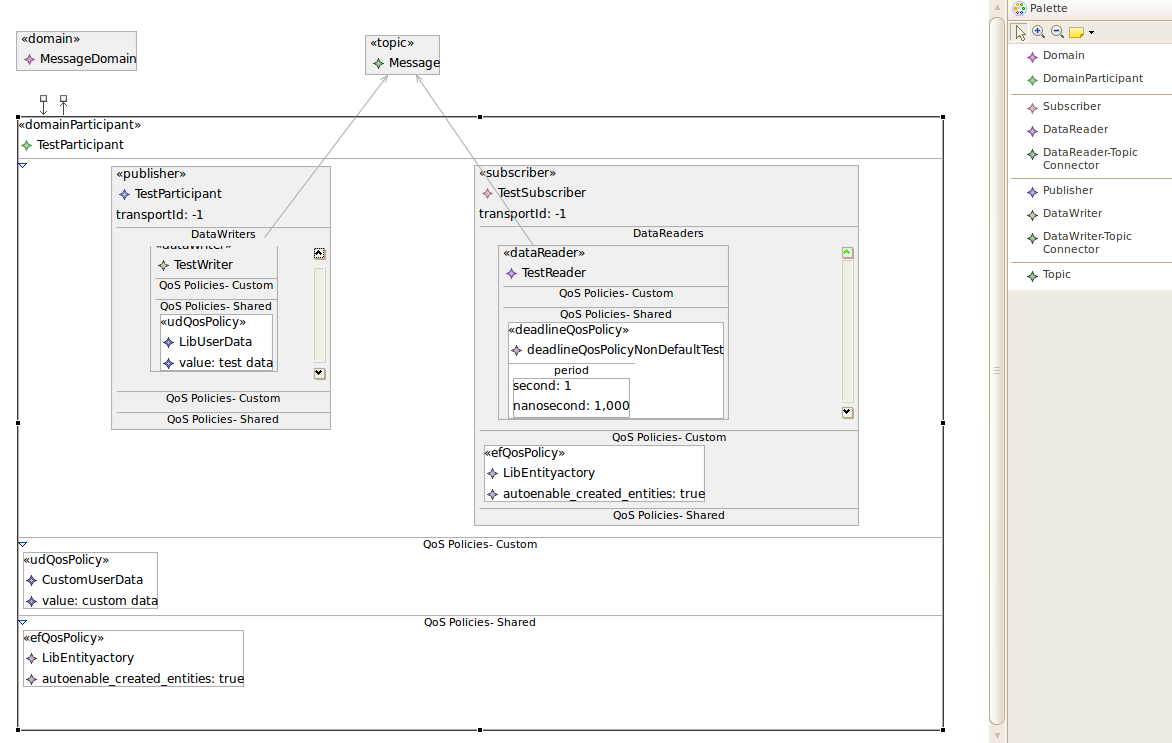 «domain»
MessageDomain
«topic»
Message
«domainParticipant»
TestParticipant
«publisher»
TestParticipant
transportId: -1
DataWriters
«dataWriter»
TestWriter
QoS Policies- Custom
QoS Policies- Shared
«udQosPolicy»
LibUserData
value: test data
QoS Policies- Custom
QoS Policies- Shared
«subscriber»
TestSubscriber
transportId: -1
DataReaders
«dataReader»
TestReader
QoS Policies- Custom
QoS Policies- Shared
«deadlineQosPolicy»
deadlineQosPolicyNonDefaultTest
period
second: 1
nanosecond: 1,000
QoS Policies- Custom
«efQosPolicy»
LibEntityactory
autoenable_created_entities: true
QoS Policies- Shared
QoS Policies- Custom
«udQosPolicy»
CustomUserData
value: custom data
QoS Policies- Shared
«efQosPolicy»
LibEntityactory
autoenable_created_entities: true
Palette
Domain
DomainParticipant
Subscriber
DataReader
DataReader-Topic
Connector
Publisher
DataWriter
DataWriter-Topic
Connector
Topic